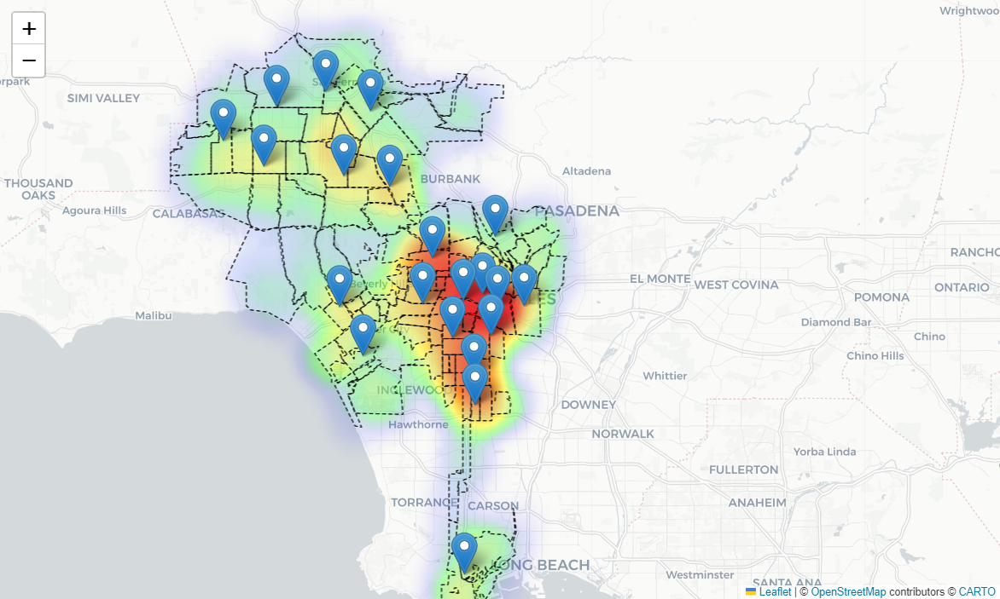 +
−
Wrightwoo
rpark
SIMI VALLEY
THOUSAND
OAKS
BURBANK
Altadena
Agoura Hills
CALABASAS
PASADENA
RANCHO
EL MONTE
WEST COVINA
ONTARIO
POMONA
Malibu
Diamond Bar
Chino
Chino Hills
Whittier
INGLEWOOD
DOWNEY
Hawthorne
NORWALK
Yorba Linda
FULLERTON
TORRANCE
CARSON
ANAHEIM
LONG BEACH
Westminster
SANTA ANA
Leaflet | © OpenStreetMap contributors © CARTO